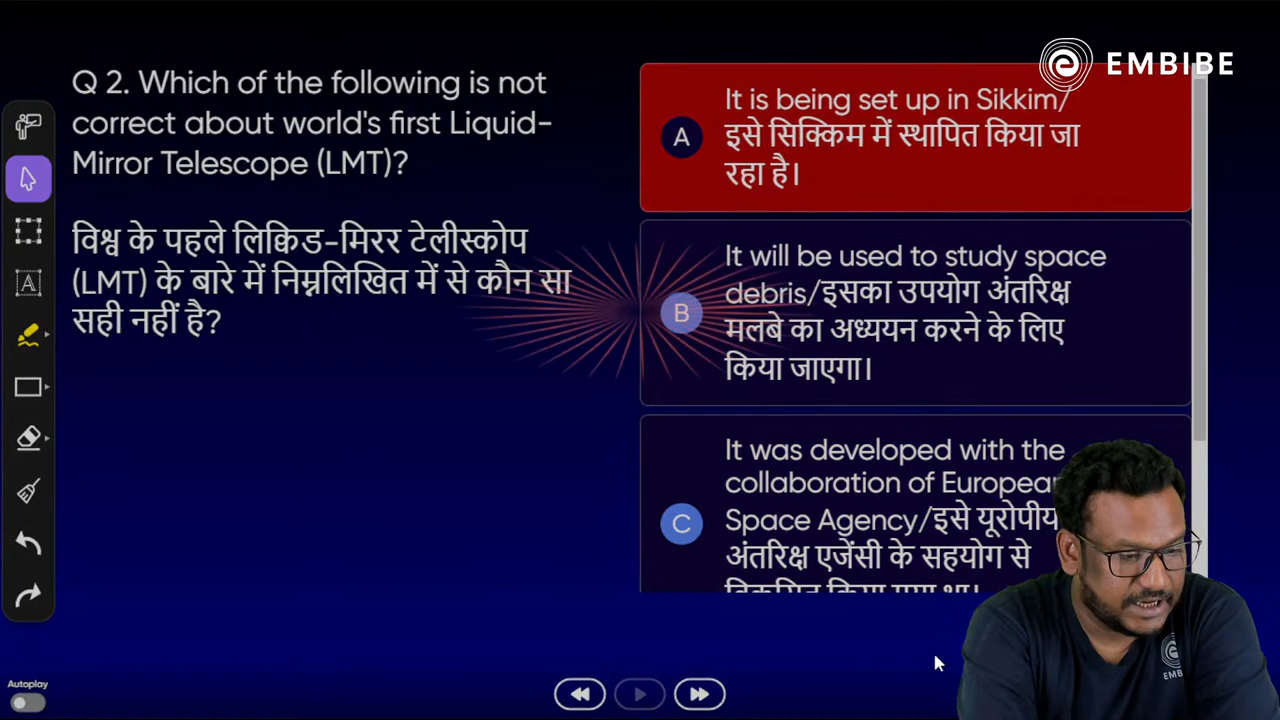 EMBIBE
Q 2. Which of the following is not
correct about world's first Liquid-
Mirror Telescope (LMT)?
विश्व के पहले लिक्विड-मिरर टेलीस्कोप
(LMT) के बारे में निम्नलिखित में से कौन सा
सही नहीं है?
A
It is being set up in Sikkim/
इसे सिक्किम में स्थापित किया जा
रहा है।
B
It will be used to study space
debris/इसका उपयोग अंतरिक्ष
मलबे का अध्ययन करने के लिए
किया जाएगा।
C
It was developed with the
collaboration of European
Space Agency/इसे यूरोपीय
अंतरिक्ष एजेंसी के सहयोग से
A
Autoplay
EMB